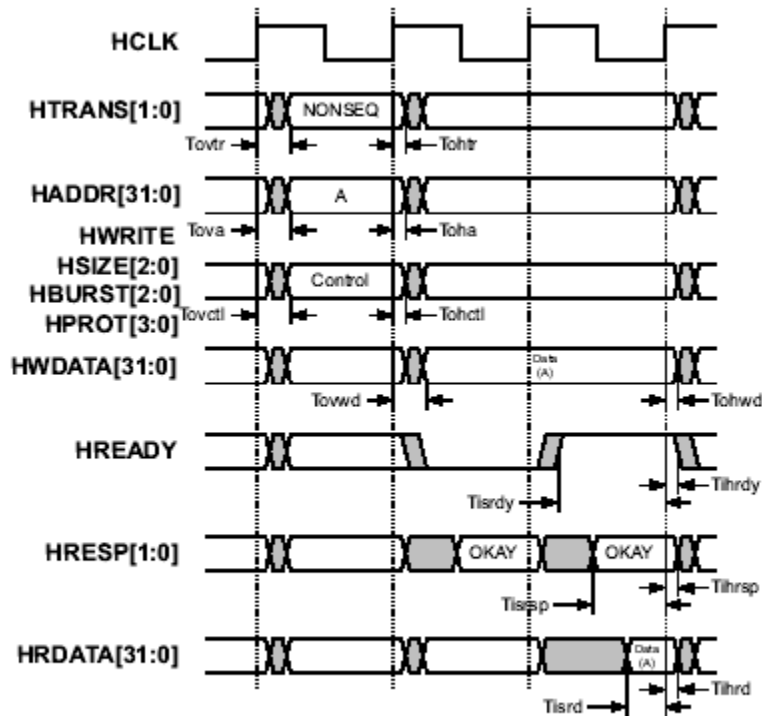 HCLK
HTRANS[1:0] NONSEQ
Tovtr Tohtr
HADDR[31:0] A
Tova Toha
HWRITE
HSIZE[2:0]
Control
HBURST[2:0]
Tovctl Tohctl
HPROT[3:0]
HWDATA[31:0] Data
(A)
Tovwd Tohwd
HREADY
Tisrdy Tihrdy
HRESP[1:0] OKAY OKAY
Tisrsp Tihrsp
HRDATA[31:0] Data
(A)
Tisrd Tihrd